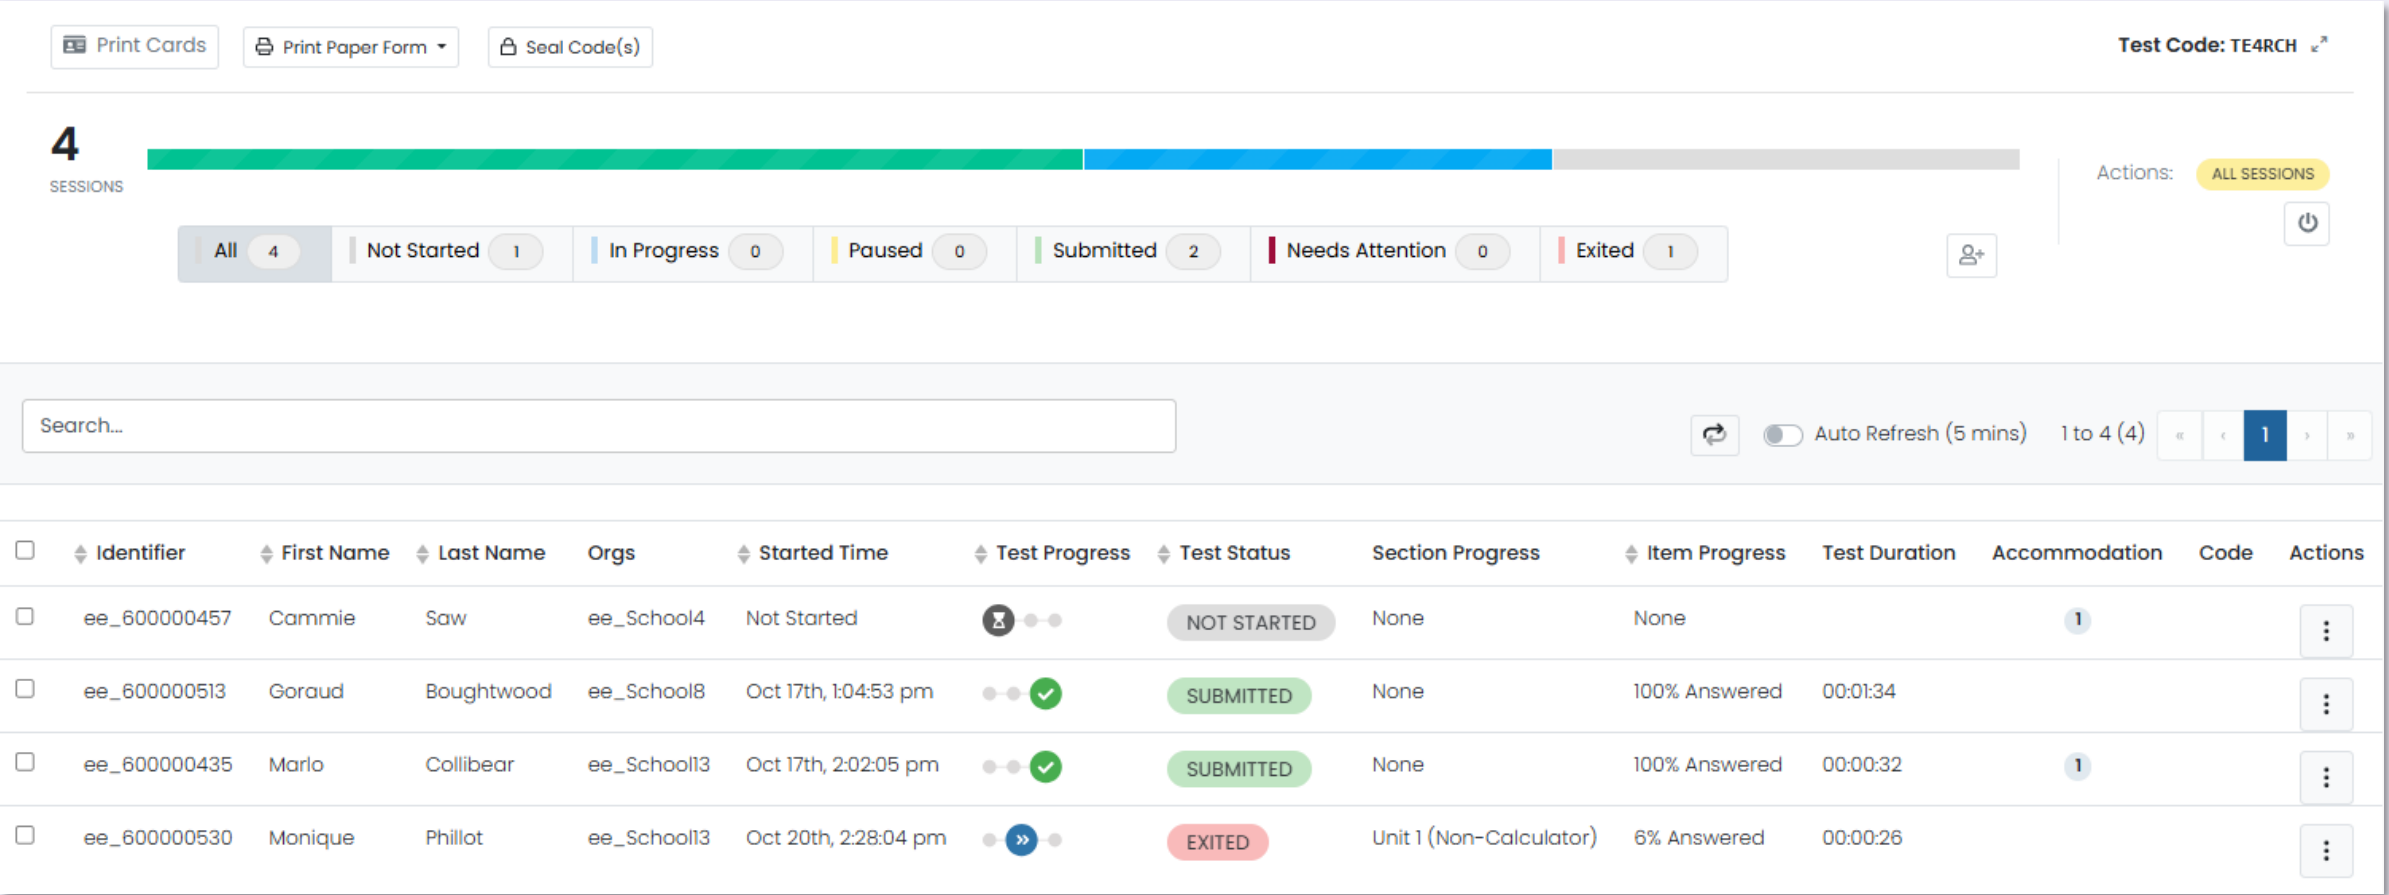 Print Cards Print Paper Form Seal Code(s) Test Code: TE4RCH
4
SESSIONS
Actions: ALL SESSIONS
All 4 Not Started 1 In Progress 0 Paused 0 Submitted 2 Needs Attention 0 Exited 1
Search... Auto Refresh (5 mins) 1 to 4 (4) « ‹ 1 › »
Identifier First Name Last Name Orgs Started Time Test Progress Test Status Section Progress Item Progress Test Duration Accommodation Code Actions
ee_600000457 Cammie Saw ee_School4 Not Started NOT STARTED None None 1
ee_600000513 Goraud Boughtwood ee_School8 Oct 17th, 1:04:53 pm SUBMITTED None 100% Answered 00:01:34
ee_600000435 Marlo Collibear ee_School13 Oct 17th, 2:02:05 pm SUBMITTED None 100% Answered 00:00:32 1
ee_600000530 Monique Phillot ee_School13 Oct 20th, 2:28:04 pm EXITED Unit 1 (Non-Calculator) 6% Answered 00:00:26